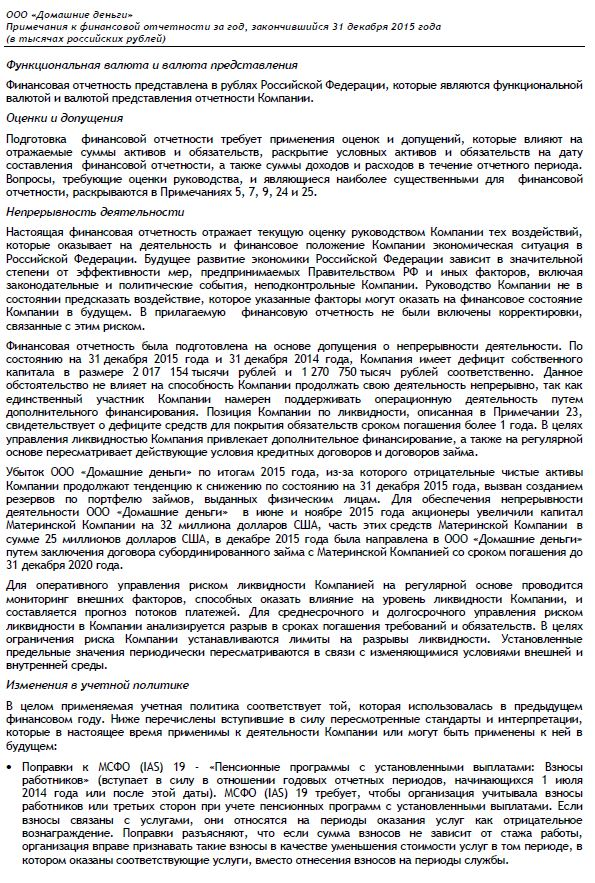 ООО «Домашние деньги»
Примечания к финансовой отчетности за год, закончившийся 31 декабря 2015 года
(в тысячах российских рублей)
Функциональная валюта и валюта представления
Финансовая отчетность представлена в рублях Российской Федерации, которые являются функциональной
валютой и валютой представления отчетности Компании.
Оценки и допущения
Подготовка финансовой отчетности требует применения оценок и допущений, которые влияют на
отражаемые суммы активов и обязательств, раскрытие условных активов и обязательств на дату
составления финансовой отчетности, а также суммы доходов и расходов в течение отчетного периода.
Вопросы, требующие оценки руководства, и являющиеся наиболее существенными для финансовой
отчетности, раскрываются в Примечаниях 5, 7, 9, 24 и 25.
Непрерывность деятельности
Настоящая финансовая отчетность отражает текущую оценку руководством Компании тех воздействий,
которые оказывает на деятельность и финансовое положение Компании экономическая ситуация в
Российской Федерации. Будущее развитие экономики Российской Федерации зависит в значительной
степени от эффективности мер, предпринимаемых Правительством РФ и иных факторов, включая
законодательные и политические события, неподконтрольные Компании. Руководство Компании не в
состоянии предсказать воздействие, которое указанные факторы могут оказать на финансовое состояние
Компании в будущем. В прилагаемую финансовую отчетность не были включены корректировки,
связанные с этим риском.
Финансовая отчетность была подготовлена на основе допущения о непрерывности деятельности. По
состоянию на 31 декабря 2015 года и 31 декабря 2014 года, Компания имеет дефицит собственного
капитала в размере 2 017 154 тысячи рублей и 1 270 750 тысяч рублей соответственно. Данное
обстоятельство не влияет на способность Компании продолжать свою деятельность непрерывно, так как
единственный участник Компании намерен поддерживать операционную деятельность путем
дополнительного финансирования. Позиция Компании по ликвидности, описанная в Примечании 23,
свидетельствует о дефиците средств для покрытия обязательств сроком погашения более 1 года. В целях
управления ликвидностью Компания привлекает дополнительное финансирование, а также на регулярной
основе пересматривает действующие условия кредитных договоров и договоров займа.
Убыток ООО «Домашние деньги» по итогам 2015 года, из-за которого отрицательные чистые активы
Компании продолжают тенденцию к снижению по состоянию на 31 декабря 2015 года, вызван созданием
резервов по портфелю займов, выданных физическим лицам. Для обеспечения непрерывности
деятельности ООО «Домашние деньги» в июне и ноябре 2015 года акционеры увеличили капитал
Материнской Компании на 32 миллиона долларов США, часть этих средств Материнской Компании в
сумме 25 миллионов долларов США, в декабре 2015 года была направлена в ООО «Домашние деньги»
путем заключения договора субординированного займа с Материнской Компанией со сроком погашения до
31 декабря 2020 года.
Для оперативного управления риском ликвидности Компанией на регулярной основе проводится
мониторинг внешних факторов, способных оказать влияние на уровень ликвидности Компании, и
составляется прогноз потоков платежей. Для среднесрочного и долгосрочного управления риском
ликвидности в Компании анализируется разрыв в сроках погашения требований и обязательств. В целях
ограничения риска Компании устанавливаются лимиты на разрывы ликвидности. Установленные
предельные значения периодически пересматриваются в связи с изменяющимися условиями внешней и
внутренней среды.
Изменения в учетной политике
В целом применяемая учетная политика соответствует той, которая использовалась в предыдущем
финансовом году. Ниже перечислены вступившие в силу пересмотренные стандарты и интерпретации,
которые в настоящее время применимы к деятельности Компании или могут быть применены к ней в
будущем:
• Поправки к МСФО (IAS) 19 - «Пенсионные программы с установленными выплатами: Взносы
работников» (вступает в силу в отношении годовых отчетных периодов, начинающихся 1 июля
2014 года или после этой даты). МСФО (IAS) 19 требует, чтобы организация учитывала взносы
работников или третьих сторон при учете пенсионных программ с установленными выплатами. Если
взносы связаны с услугами, они относятся на периоды оказания услуг как отрицательное
вознаграждение. Поправки разъясняют, что если сумма взносов не зависит от стажа работы,
организация вправе признавать такие взносы в качестве уменьшения стоимости услуг в том периоде, в
котором оказаны соответствующие услуги, вместо отнесения взносов на периоды службы.